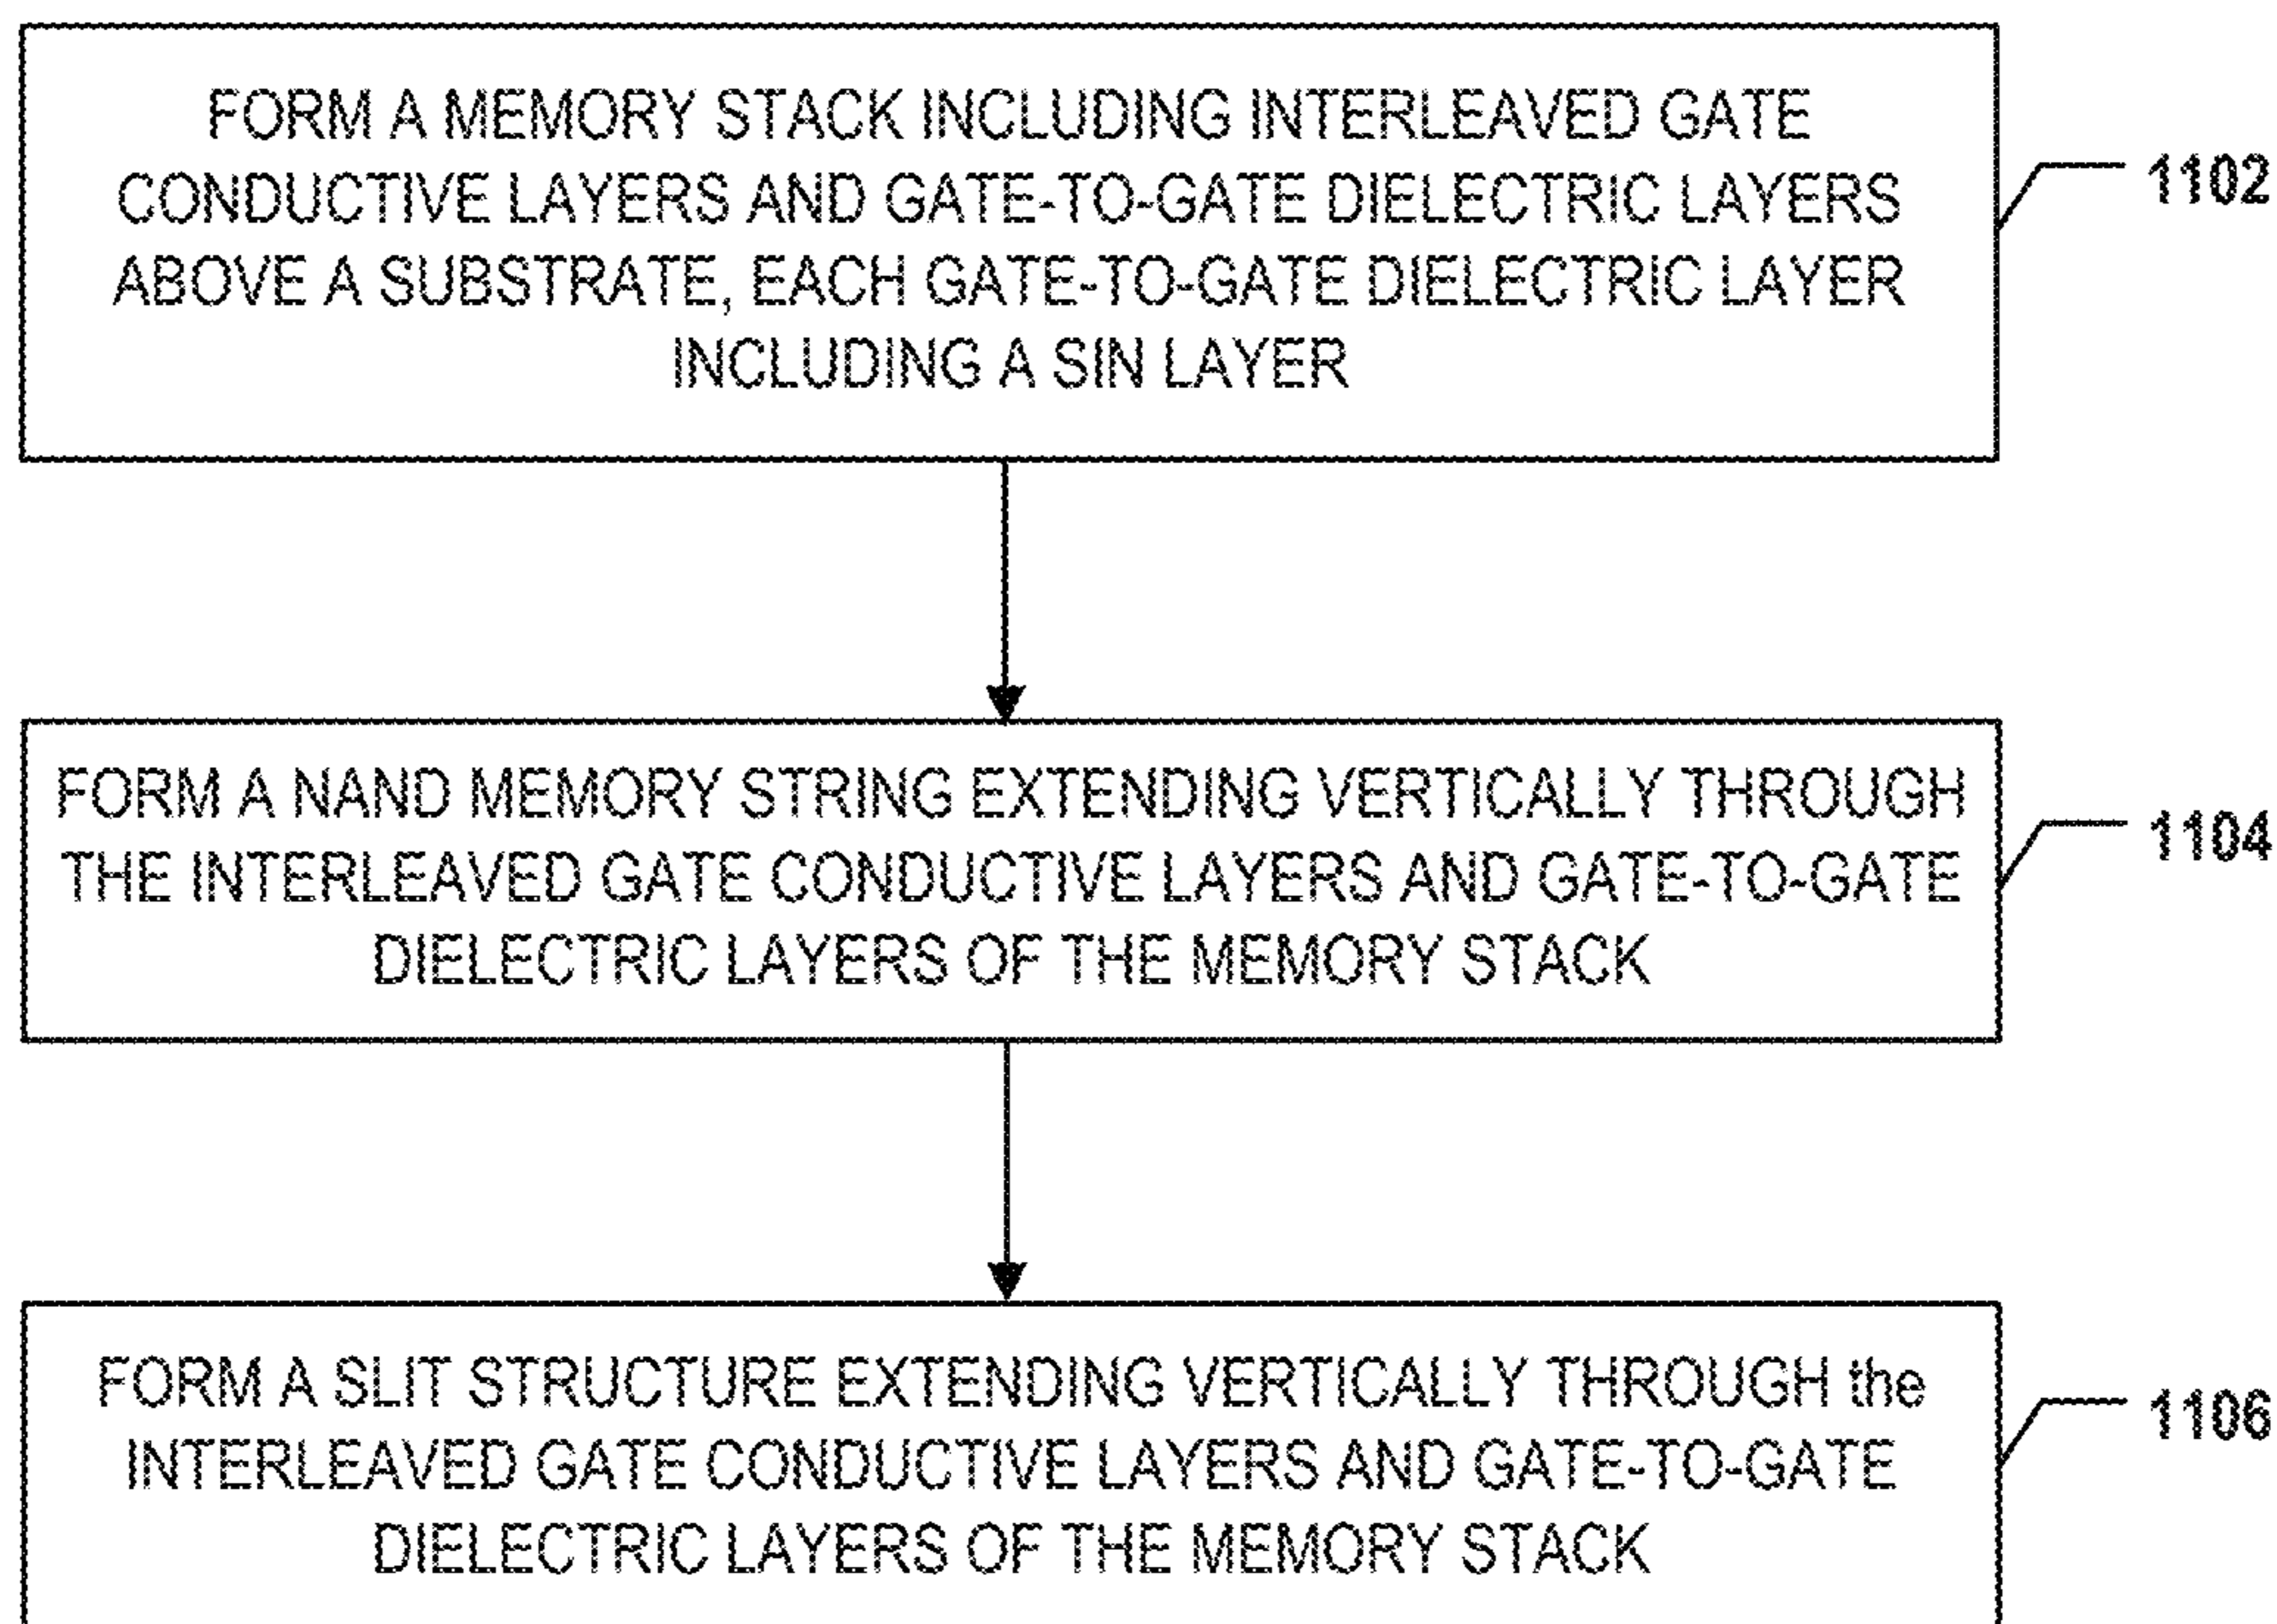 FORM A MEMORY STACK INCLUDING INTERLEAVED GATE
CONDUCTIVE LAYERS AND GATE-TO-GATE DIELECTRIC LAYERS
ABOVE A SUBSTRATE, EACH GATE-TO-GATE DIELECTRIC LAYER
INCLUDING A SIN LAYER
1102
FORM A NAND MEMORY STRING EXTENDING VERTICALLY THROUGH
THE INTERLEAVED GATE CONDUCTIVE LAYERS AND GATE-TO-GATE
DIELECTRIC LAYERS OF THE MEMORY STACK
1104
FORM A SLIT STRUCTURE EXTENDING VERTICALLY THROUGH the
INTERLEAVED GATE CONDUCTIVE LAYERS AND GATE-TO-GATE
DIELECTRIC LAYERS OF THE MEMORY STACK
1106